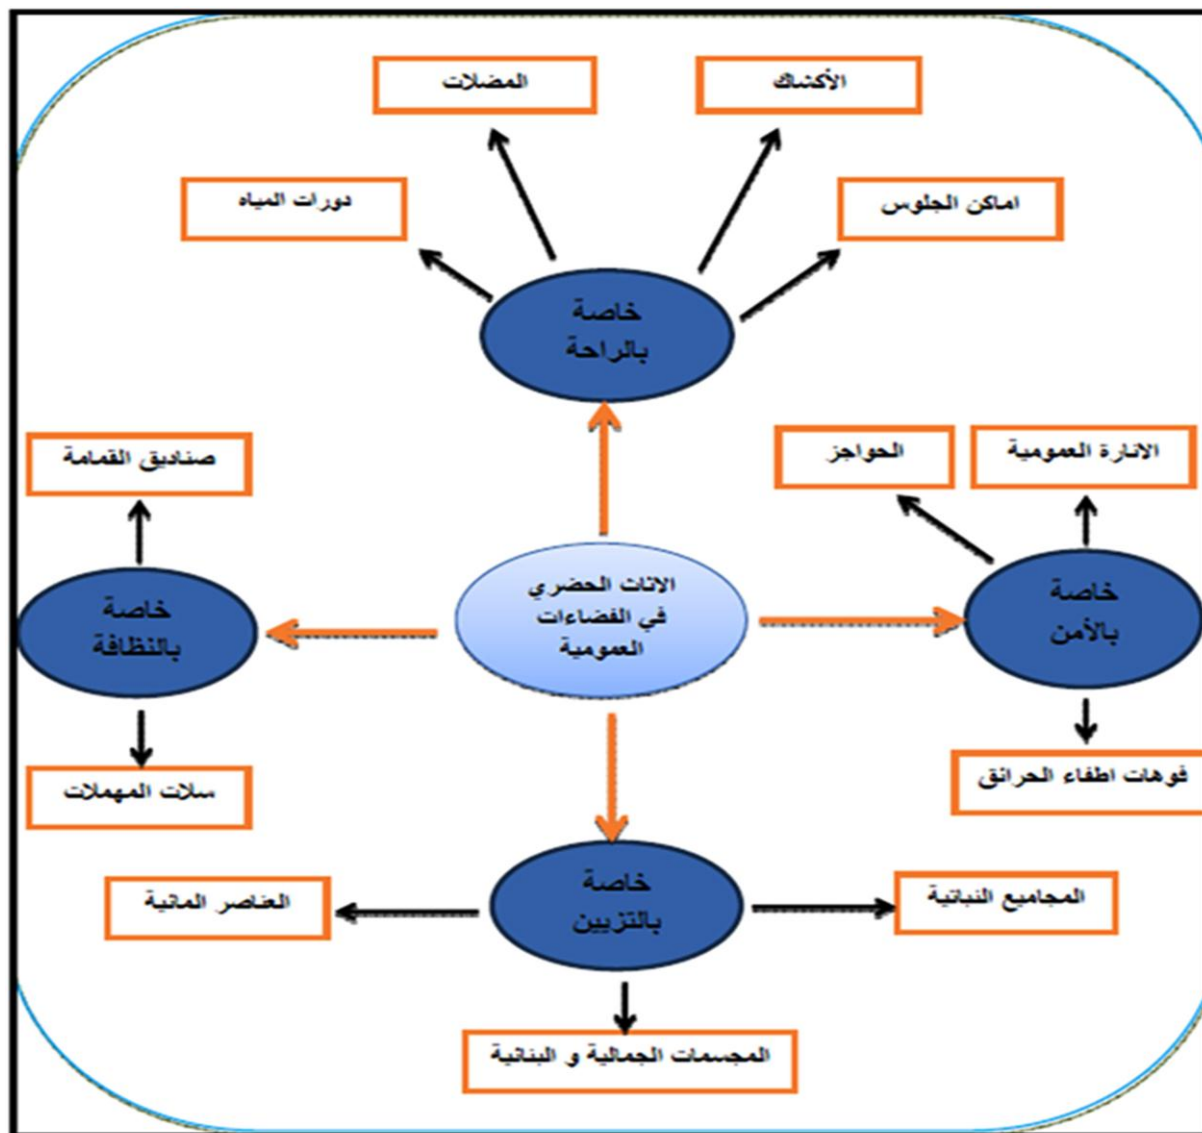 الأكشاك
المضلات
اماكن الجلوس
دورات المياه
خاصة
بالراحة
الانارة العمومية
الحواجز
صناديق القمامة
خاصة
بالأمن
الاثاث الحضري
في الفضاءات
العمومية
خاصة
بالنظافة
فوهات اطفاء الحرائق
سلات المهملات
خاصة
بالتزيين
المجاميع النباتية
العناصر المائية
المجسمات الجمالية و البنائية